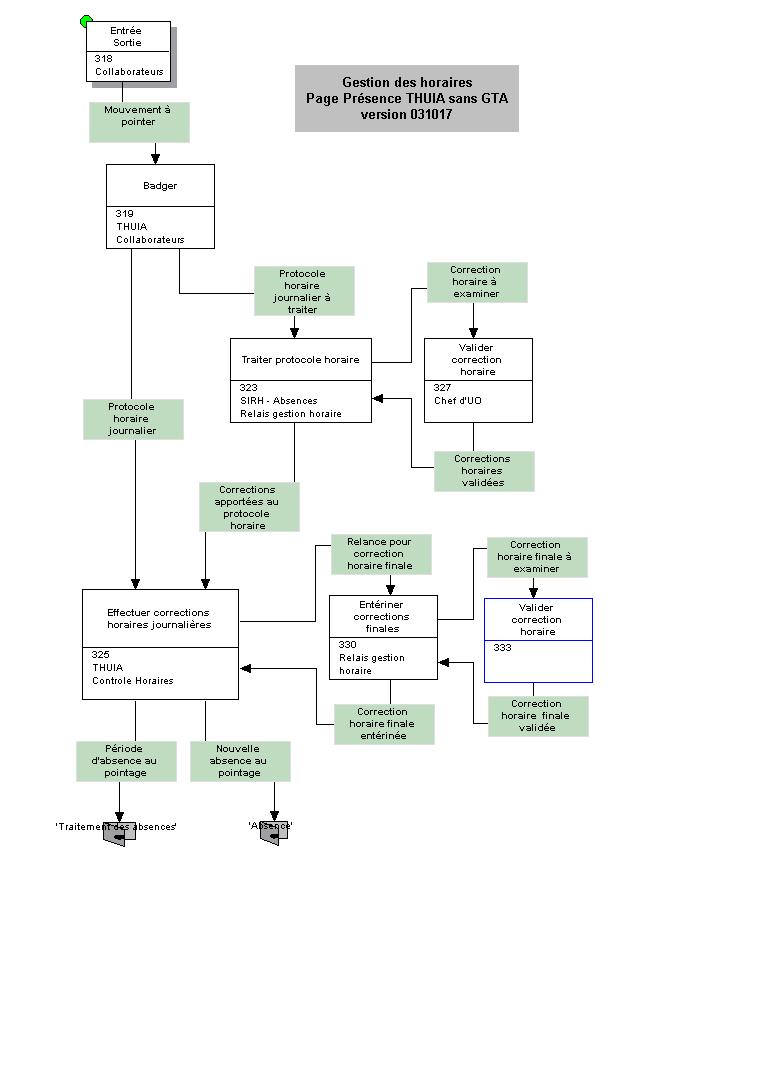 Entrée
Sortie
318
Collaborateurs
Gestion des horaires
Page Présence THUIA sans GTA
version 031017
Mouvement à
pointer
Badger
319
THUIA
Collaborateurs
Protocole
horaire
journalier à
traiter
Correction
horaire à
examiner
Traiter protocole horaire
323
SIRH - Absences
Relais gestion horaire
Valider
correction
horaire
327
Chef d'UO
Protocole
horaire
journalier
Corrections
horaires
validées
Corrections
apportées au
protocole
horaire
Relance pour
correction
horaire finale
Correction
horaire finale à
examiner
Effectuer corrections
horaires journalières
325
THUIA
Controle Horaires
Entériner
corrections
finales
330
Relais gestion
horaire
Valider
correction
horaire
333
Correction
horaire finale
entérinée
Correction
horaire finale
validée
Période
d'absence au
pointage
Nouvelle
absence au
pointage
'Traitement des absences'
'Absence'